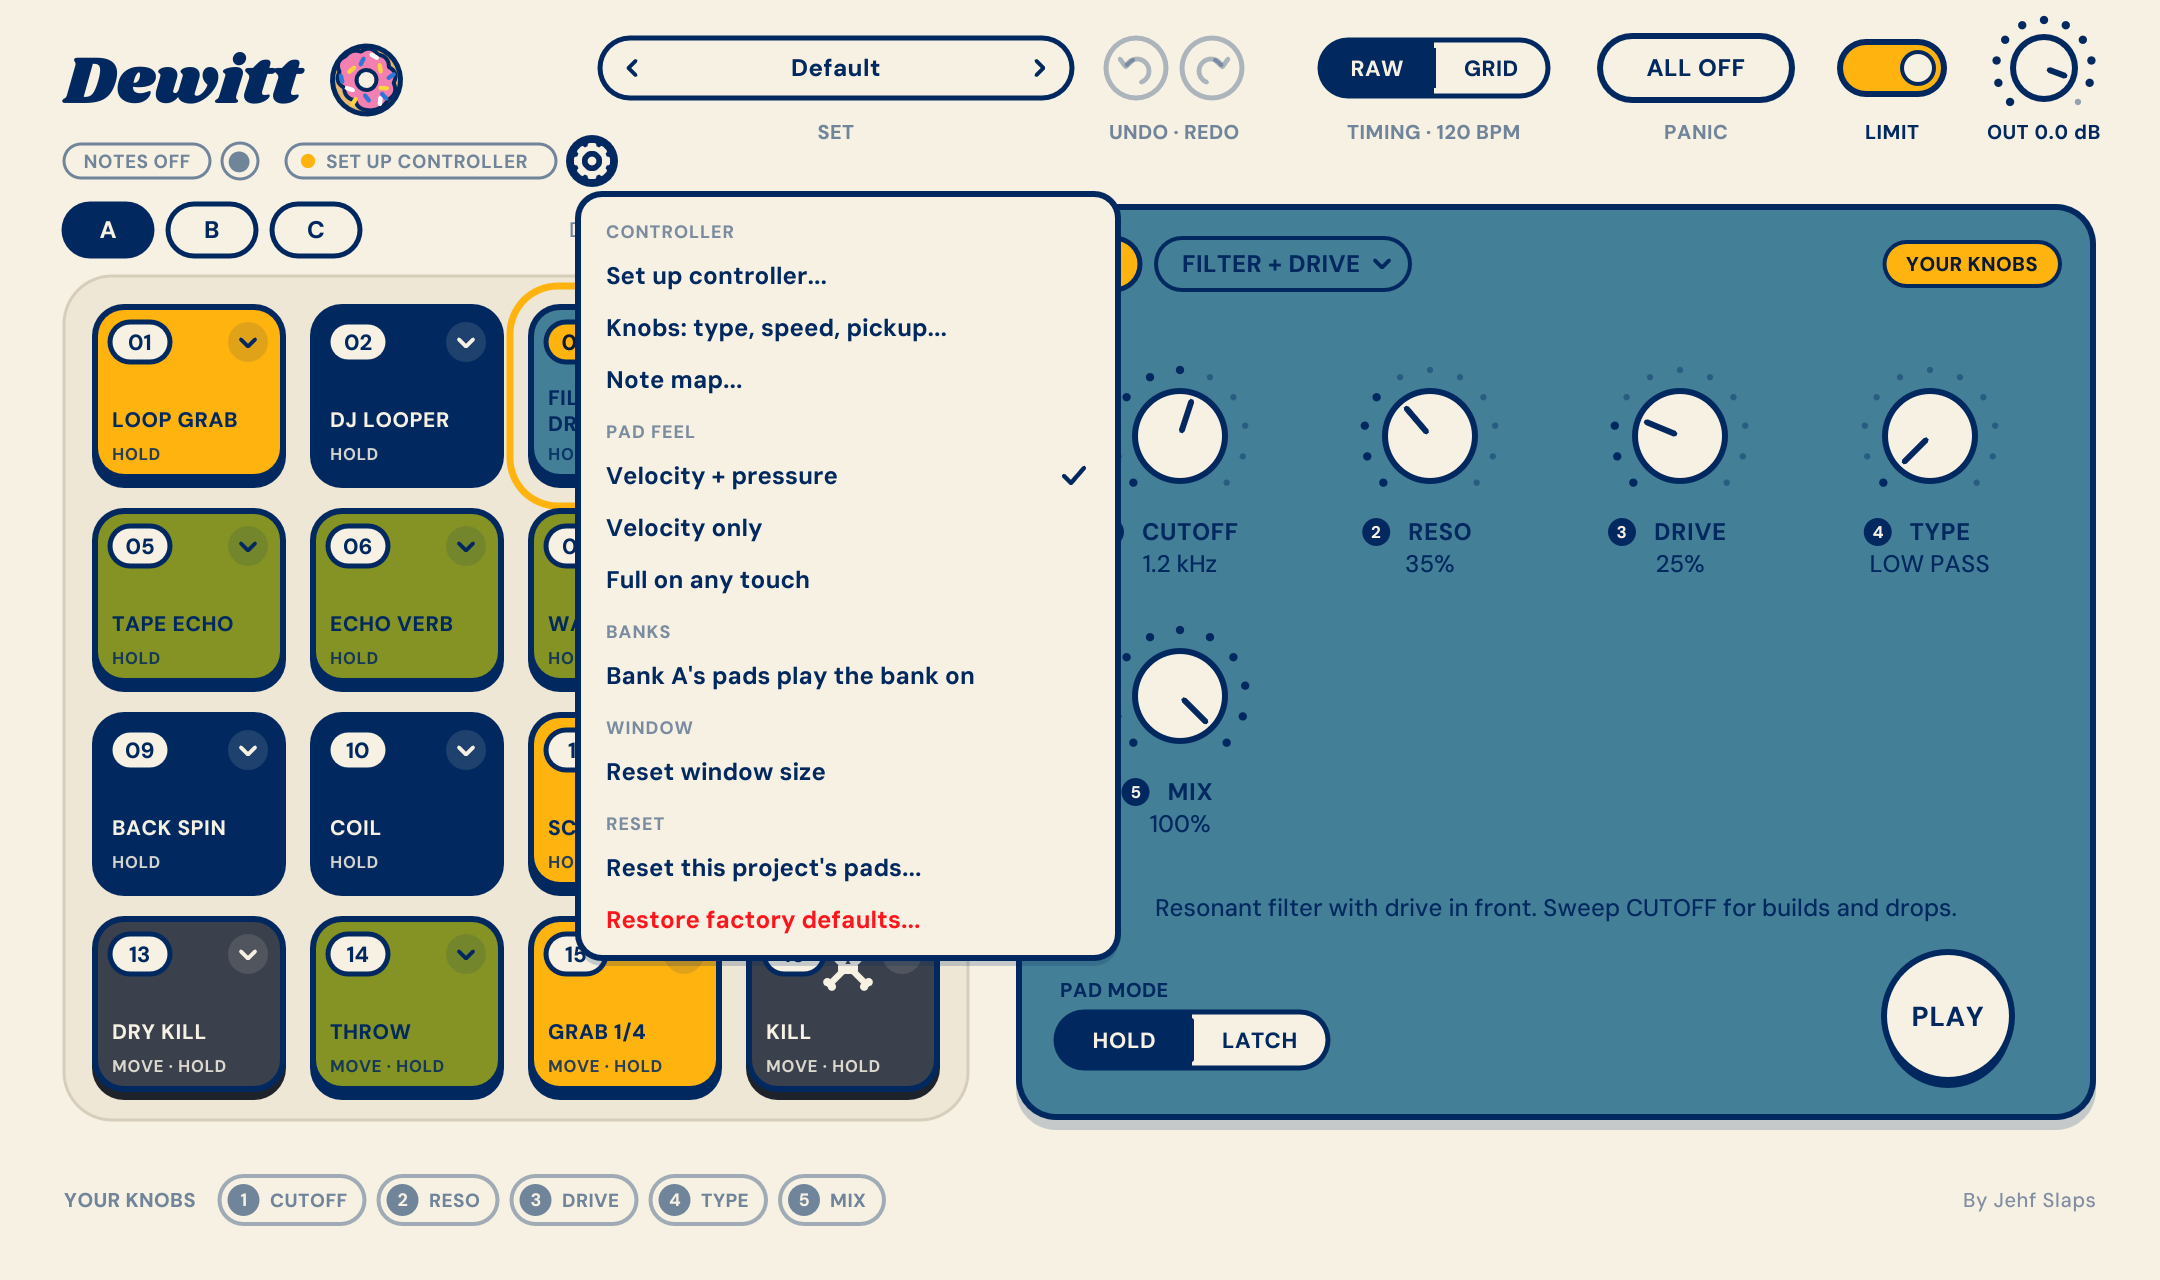 Dewitt
Default
SET
UNDO · REDO
RAW
GRID
TIMING · 120 BPM
ALL OFF
PANIC
LIMIT
OUT 0.0 dB
NOTES OFF
SET UP CONTROLLER
A
B
C
CONTROLLER
Set up controller...
Knobs: type, speed, pickup...
Note map...
PAD FEEL
Velocity + pressure
Velocity only
Full on any touch
BANKS
Bank A's pads play the bank on
WINDOW
Reset window size
RESET
Reset this project's pads...
Restore factory defaults...
01
LOOP GRAB
HOLD
02
DJ LOOPER
HOLD
05
TAPE ECHO
HOLD
06
ECHO VERB
HOLD
09
BACK SPIN
HOLD
10
COIL
HOLD
13
DRY KILL
MOVE · HOLD
14
THROW
MOVE · HOLD
15
GRAB 1/4
MOVE · HOLD
KILL
MOVE · HOLD
FILTER + DRIVE
YOUR KNOBS
CUTOFF
1.2 kHz
2 RESO
35%
3 DRIVE
25%
4 TYPE
LOW PASS
5 MIX
100%
Resonant filter with drive in front. Sweep CUTOFF for builds and drops.
PAD MODE
HOLD
LATCH
PLAY
YOUR KNOBS
1 CUTOFF
2 RESO
3 DRIVE
4 TYPE
5 MIX
By Jehf Slaps